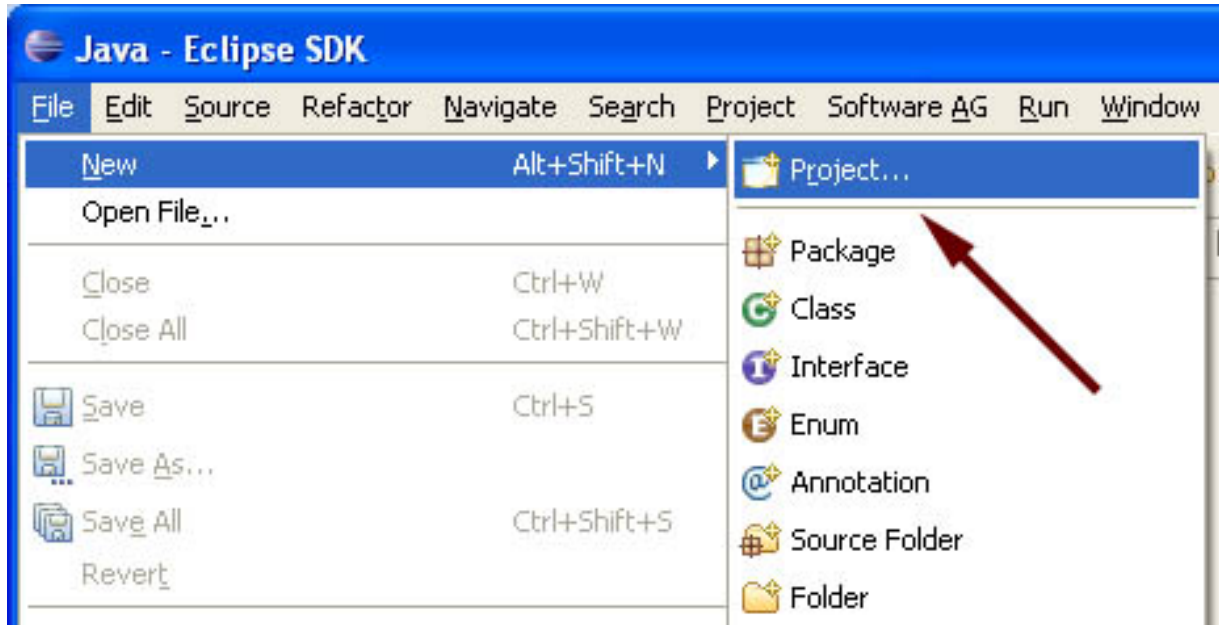 Java - Eclipse SDK
File Edit Source Refactor Navigate Search Project Software AG Run Window
New Alt+Shift+N
Open File...
Close Ctrl+W
Close All Ctrl+Shift+W
Save Ctrl+S
Save As...
Save All Ctrl+Shift+S
Revert
Project...
Package
Class
Interface
Enum
Annotation
Source Folder
Folder